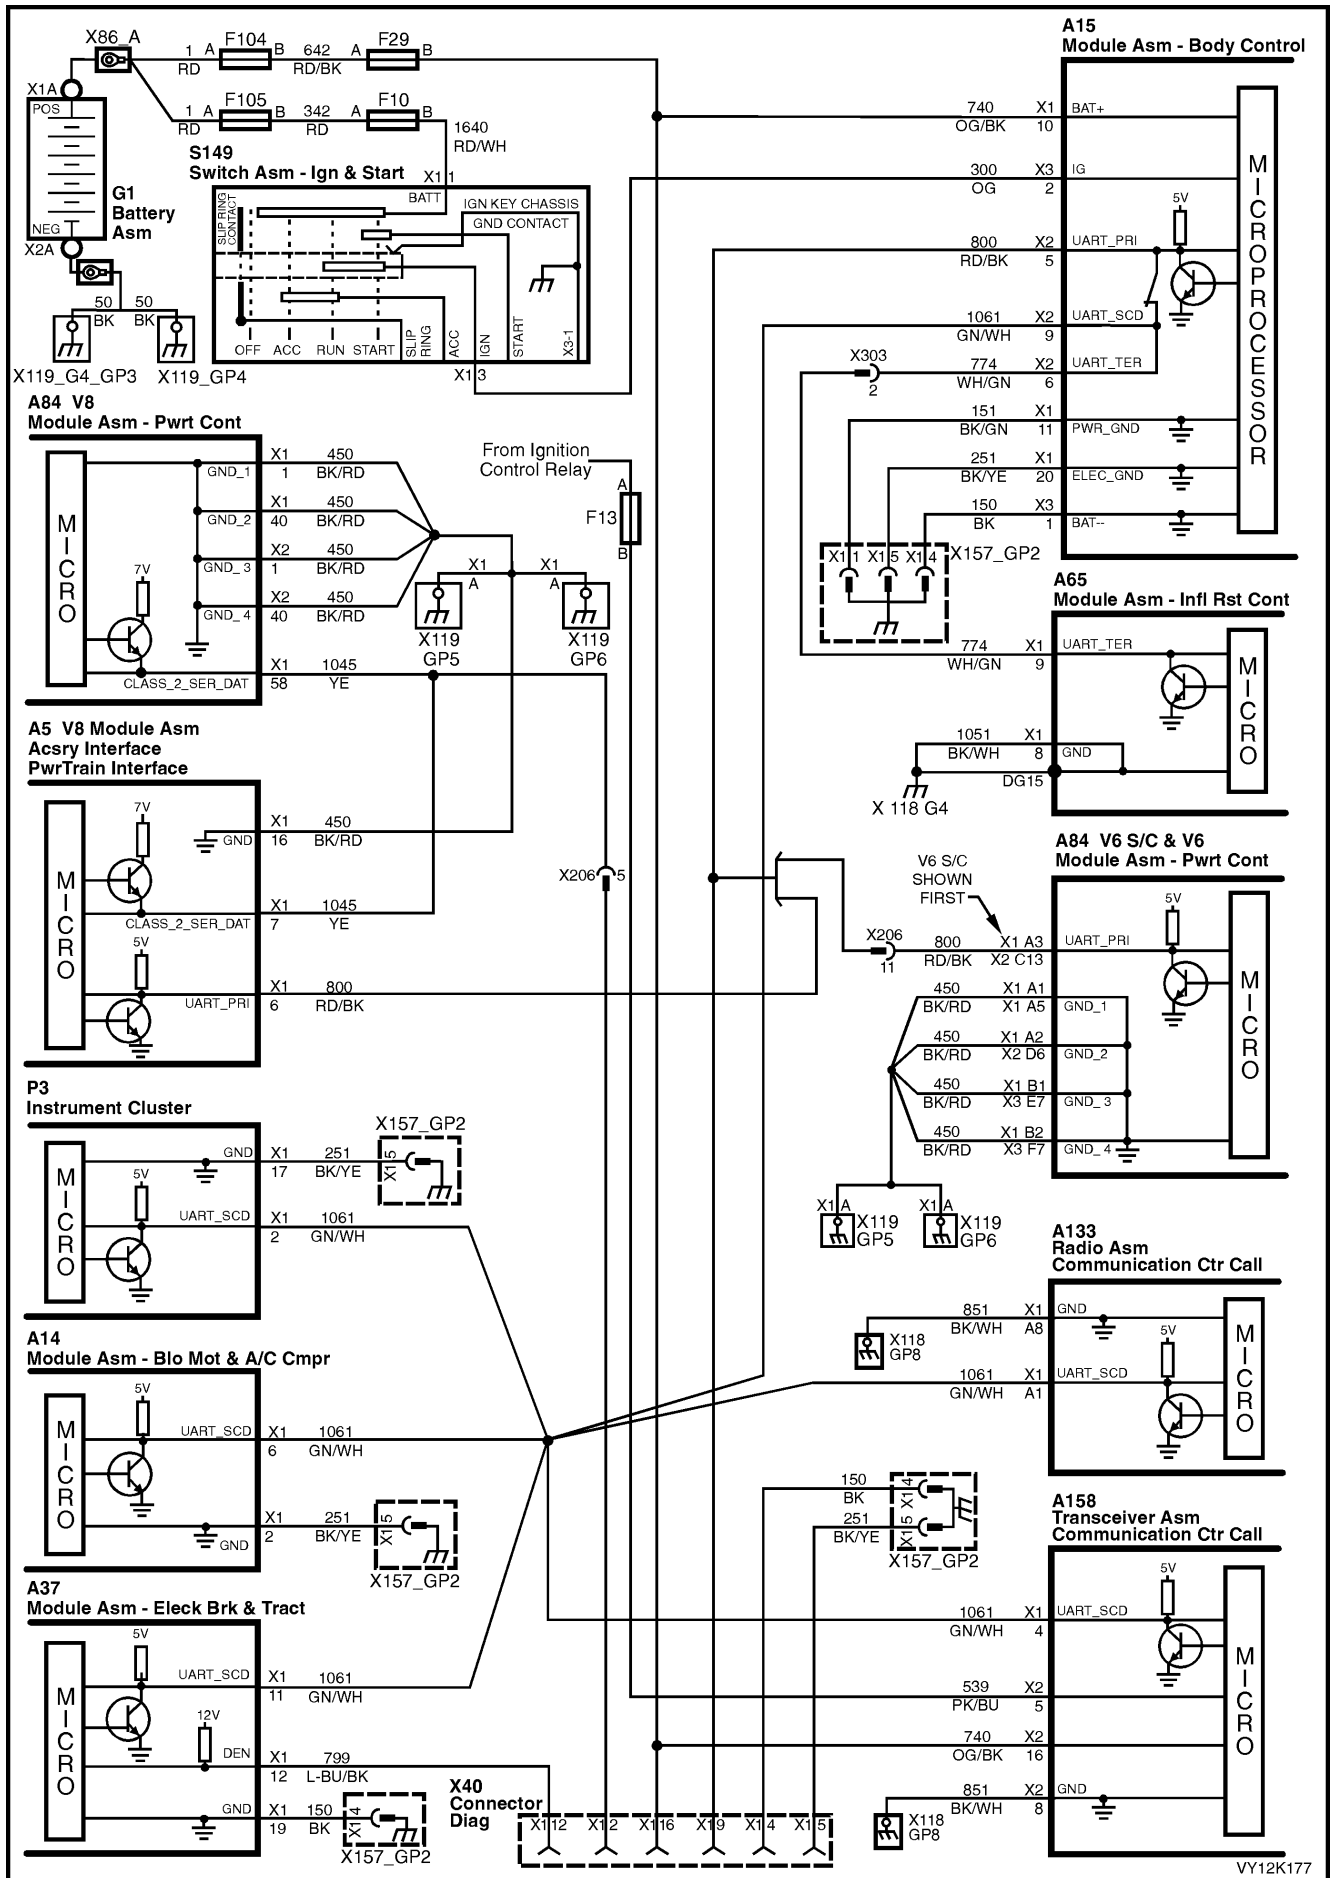 X86_A
1 A F104 B 642 A F29 B
RD RD/BK
X1A
POS
1 A F105 B 342 A F10 B
RD RD
1640
RD/WH
NEG
X2A
G1
Battery
Asm
50 50
BK BK
X119_G4_GP3
X119_GP4
S149
Switch Asm - Ign & Start
X1 1
BATT
SLIP RING
CONTACT
IGN KEY CHASSIS
GND CONTACT
OFF ACC RUN START
SLIP
RING
ACC
IGN
START
X3-1
X1 3
A15
Module Asm - Body Control
740 X1 BAT+
OG/BK 10
300 X3 IG
OG 2
5V
800 X2 UART_PRI
RD/BK 5
1061 X2 UART_SCD
GN/WH 9
X303
2
774 X2 UART_TER
WH/GN 6
151 X1
BK/GN 11 PWR_GND
251 X1
BK/YE 20 ELEC_GND
150 X3
BK 1 BAT--
MICROPROCESSOR
X1 1 X1 5 X1 4 X157_GP2
A84 V8
Module Asm - Pwrt Cont
MICRO
GND_1 X1 450
1 BK/RD
GND_2 X1 450
40 BK/RD
GND_ 3 X2 450
1 BK/RD
7V
GND_ 4 X2 450
40 BK/RD
CLASS_2_SER_DAT X1 1045
58 YE
From Ignition
Control Relay
A
F13
B
X1 X1
A A
X119
GP5
X119
GP6
A65
Module Asm - Infl Rst Cont
774 X1 UART_TER
WH/GN 9
MICRO
1051 X1
BK/WH 8 GND
DG15
X 118 G4
A5 V8 Module Asm
Acsry Interface
PwrTrain Interface
MICRO
7V
GND X1 450
16 BK/RD
CLASS_2_SER_DAT X1 1045
7 YE
5V
UART_PRI X1 800
6 RD/BK
X206 5
A84 V6 S/C & V6
Module Asm - Pwrt Cont
V6 S/C
SHOWN
FIRST
X206
11
5V
800 X1 A3 UART_PRI
RD/BK X2 C13
450 X1 A1
BK/RD X1 A5 GND_1
450 X1 A2
BK/RD X2 D6 GND_2
450 X1 B1
BK/RD X3 E7 GND_ 3
450 X1 B2
BK/RD X3 F7 GND_ 4
MICRO
X1 A X1 A
X119
GP5
X119
GP6
P3
Instrument Cluster
MICRO
GND X1 251
17 BK/YE
X157_GP2
X1 5
5V
UART_SCD X1 1061
2 GN/WH
A133
Radio Asm
Communication Ctr Call
851 X1 GND
BK/WH A8
X118
GP8
5V
1061 X1 UART_SCD
GN/WH A1
MICRO
A14
Module Asm - Blo Mot & A/C Cmpr
MICRO
5V
UART_SCD X1 1061
6 GN/WH
X1 251
GND 2 BK/YE
X1 5
X157_GP2
150
BK
X1 4
251
BK/YE
X1 5
X157_GP2
A158
Transceiver Asm
Communication Ctr Call
5V
1061 X1 UART_SCD
GN/WH 4
539 X2
PK/BU 5
740 X2
OG/BK 16
851 X2 GND
BK/WH 8
X118
GP8
MICRO
A37
Module Asm - Eleck Brk & Tract
MICRO
5V
UART_SCD X1 1061
11 GN/WH
12V
DEN X1 799
12 L-BU/BK
GND X1 150
19 BK
X1 4
X157_GP2
X40
Connector
Diag
X1 12 X1 2 X1 16 X1 9 X1 4 X1 5
VY12K177